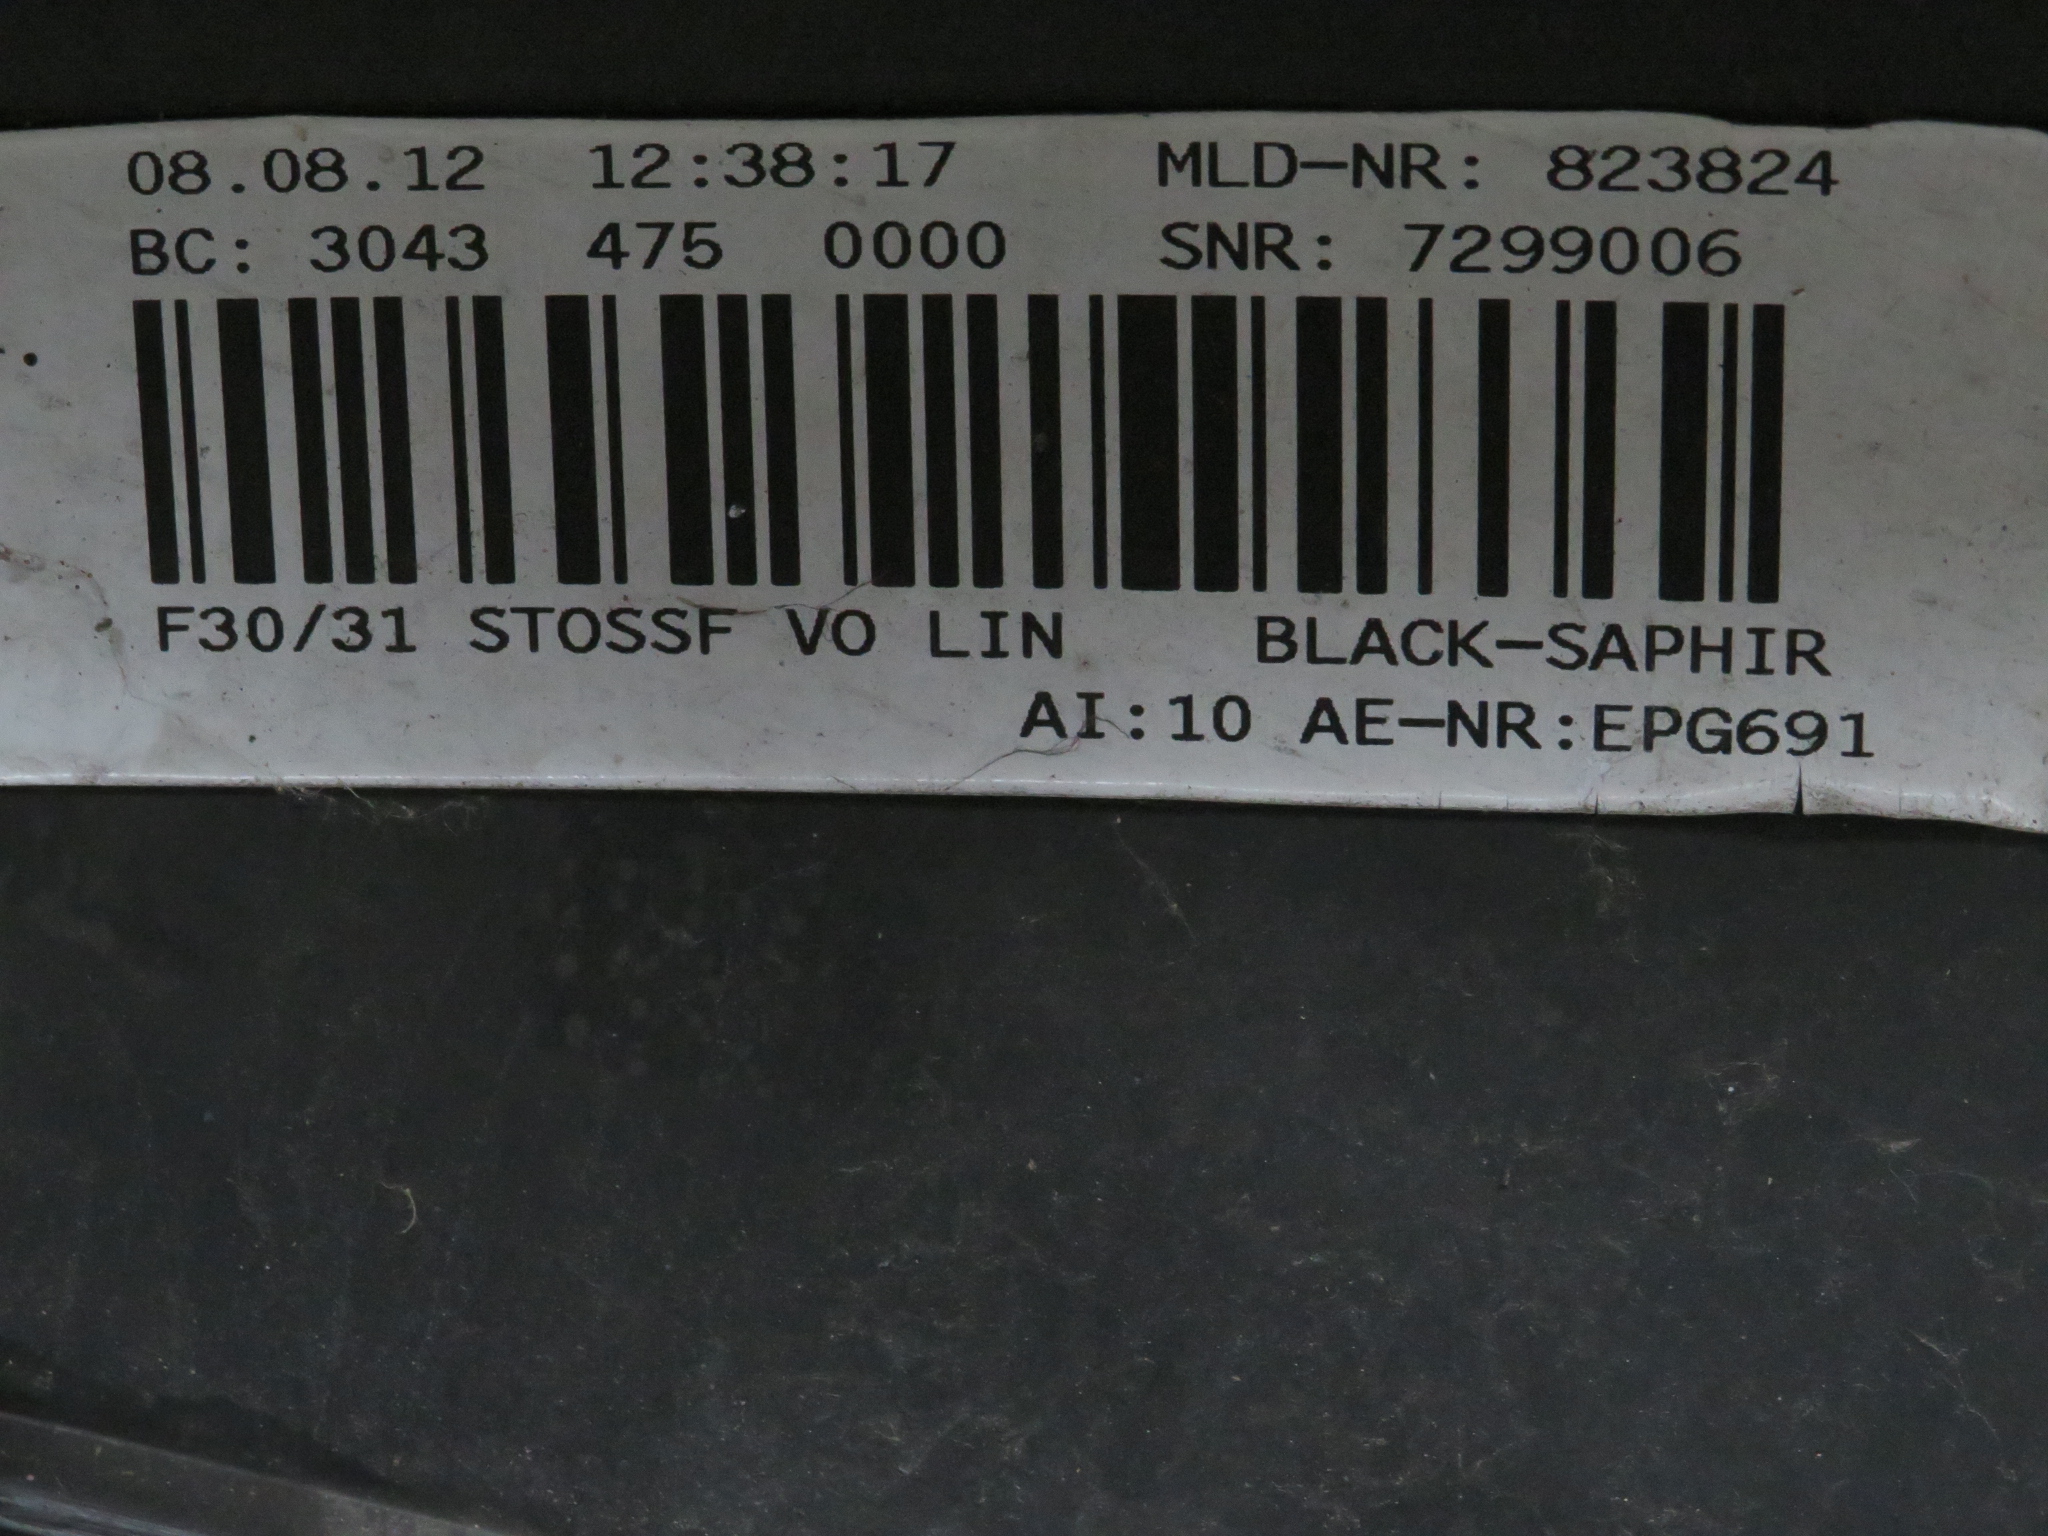 08.08.12 12:38:17 MLD-NR: 823824
BC: 3043 475 0000 SNR: 7299006
F30/31 STOSSF VO LIN BLACK-SAPHIR
AI:10 AE-NR:EPG691